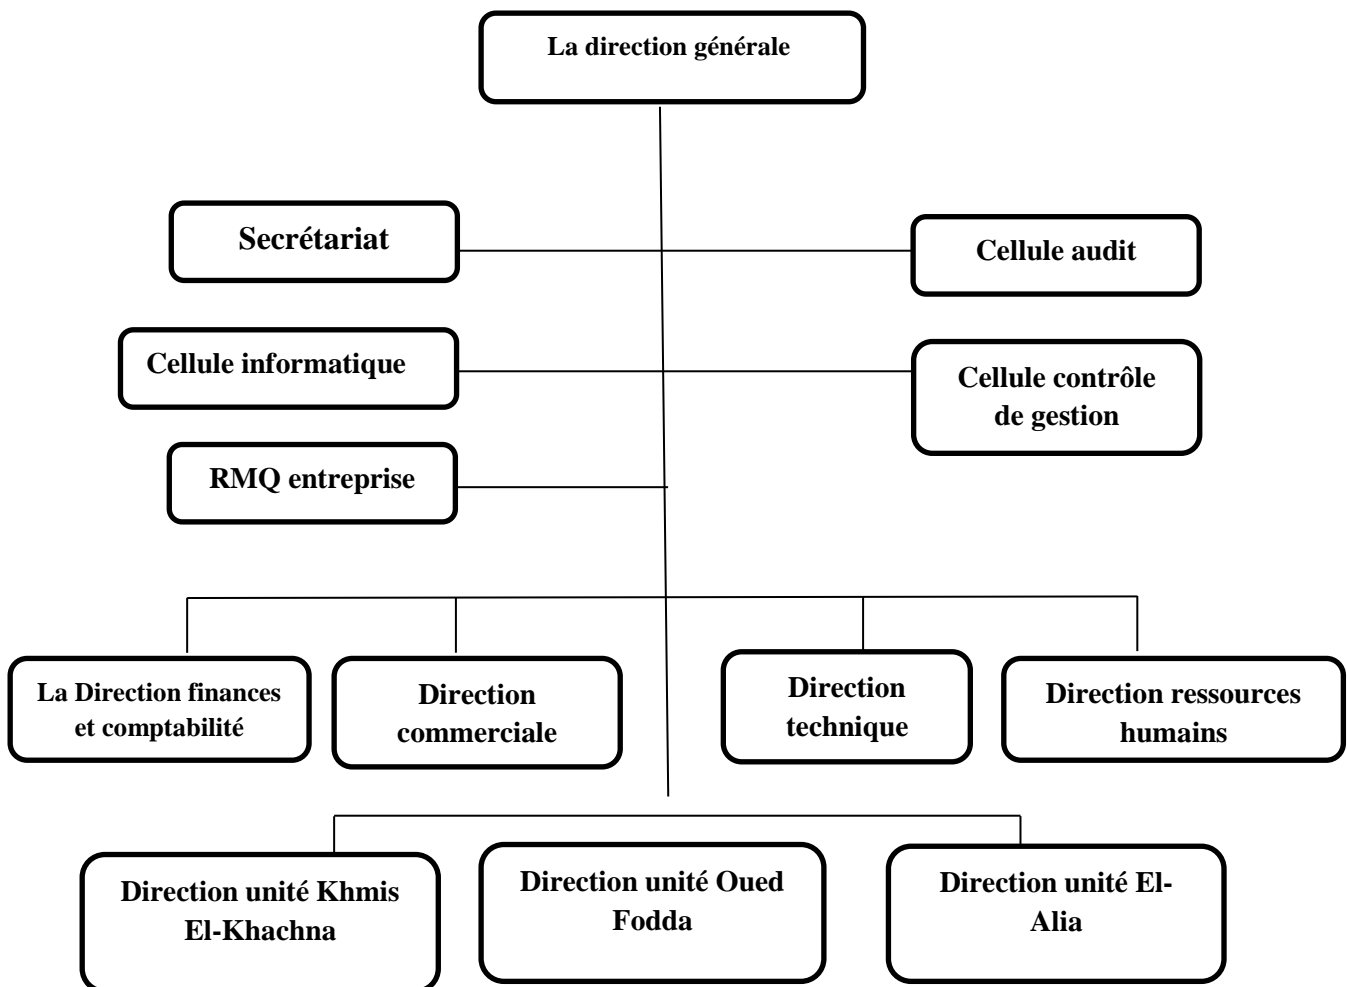 La direction générale
Secrétariat
Cellule audit
Cellule informatique
Cellule contrôle
de gestion
RMQ entreprise
La Direction finances
et comptabilité
Direction
commerciale
Direction
technique
Direction ressources
humains
Direction unité Khmis
El-Khachna
Direction unité Oued
Fodda
Direction unité El-
Alia